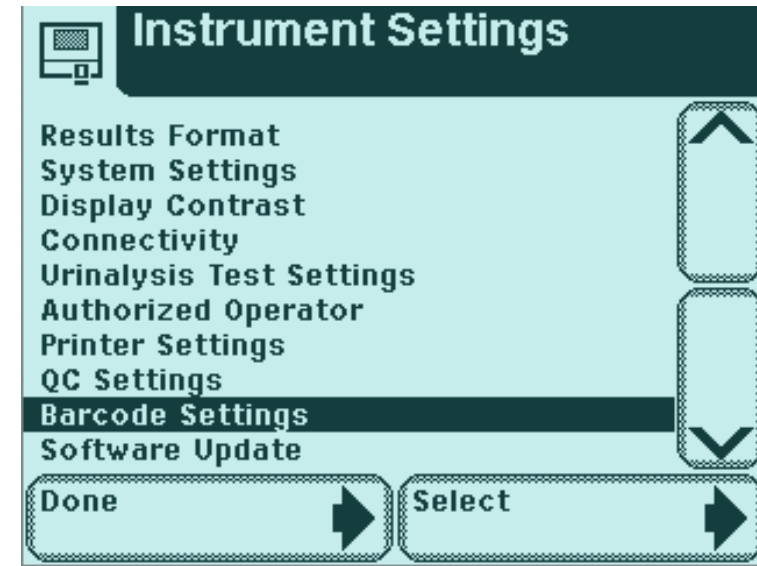 Instrument Settings
Results Format
System Settings
Display Contrast
Connectivity
Urinalysis Test Settings
Authorized Operator
Printer Settings
QC Settings
Barcode Settings
Software Update
Done
Select